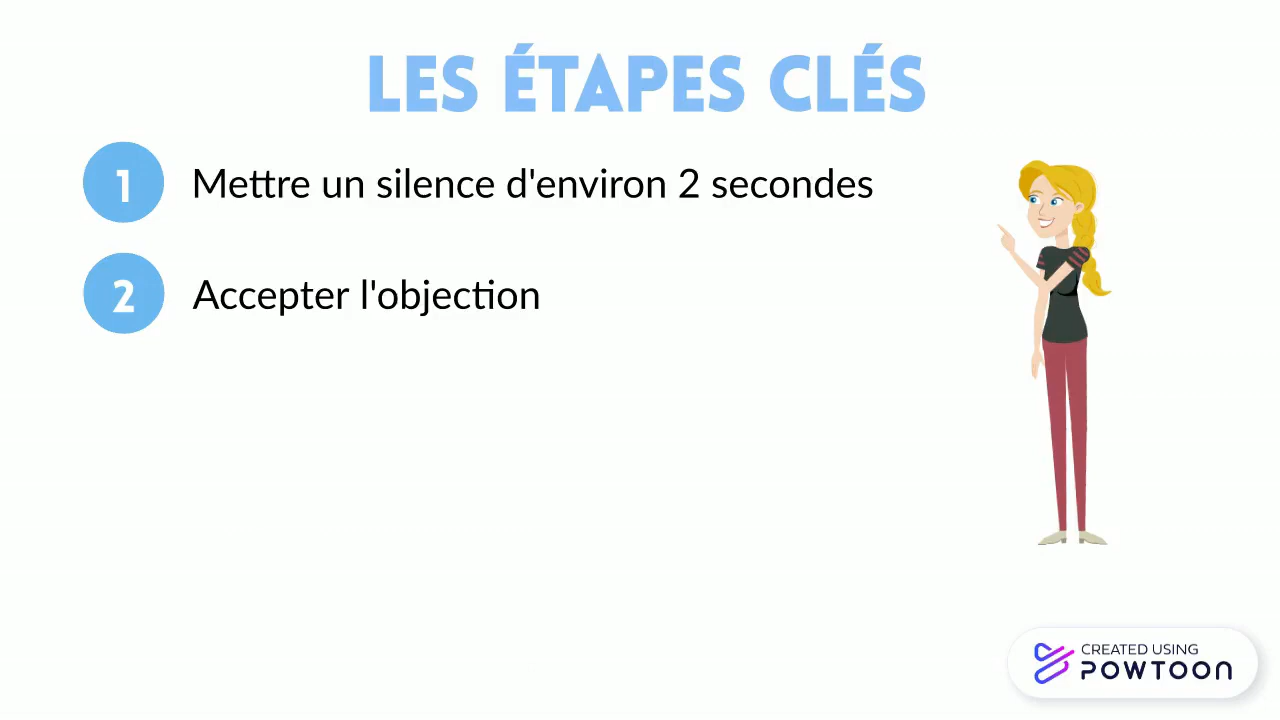 LES ÉTAPES CLÉS
1 Mettre un silence d'environ 2 secondes
2 Accepter l'objection
CREATED USING
POWTOON